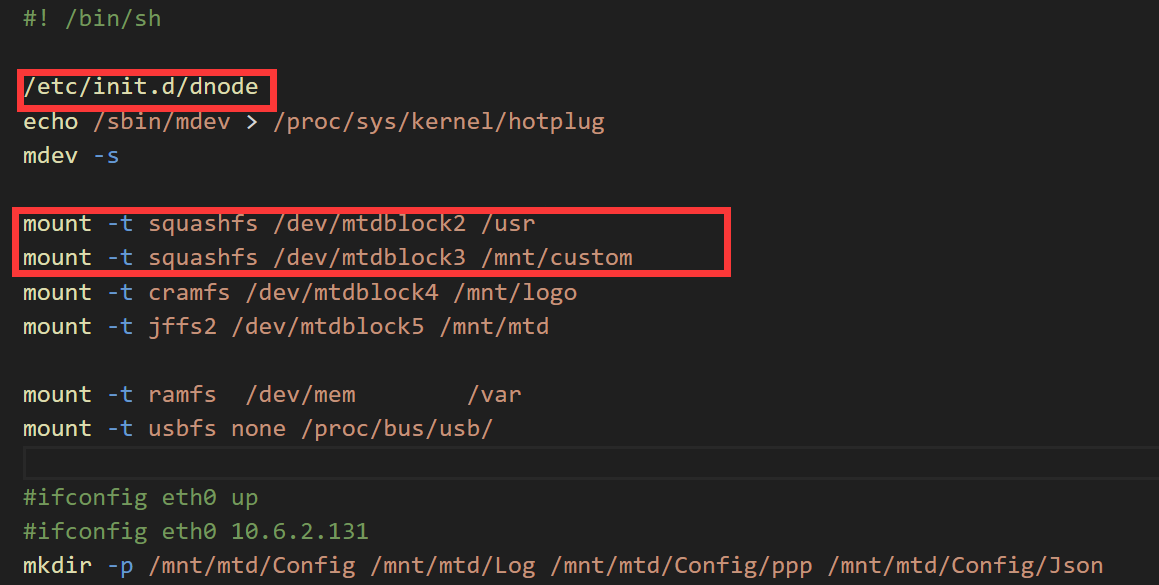 #! /bin/sh
/etc/init.d/dnode
echo /sbin/mdev > /proc/sys/kernel/hotplug
mdev -s
mount -t squashfs /dev/mtdblock2 /usr
mount -t squashfs /dev/mtdblock3 /mnt/custom
mount -t cramfs /dev/mtdblock4 /mnt/logo
mount -t jffs2 /dev/mtdblock5 /mnt/mtd
mount -t ramfs  /dev/mem        /var
mount -t usbfs none /proc/bus/usb/
#ifconfig eth0 up
#ifconfig eth0 10.6.2.131
mkdir -p /mnt/mtd/Config /mnt/mtd/Log /mnt/mtd/Config/ppp /mnt/mtd/Config/Json